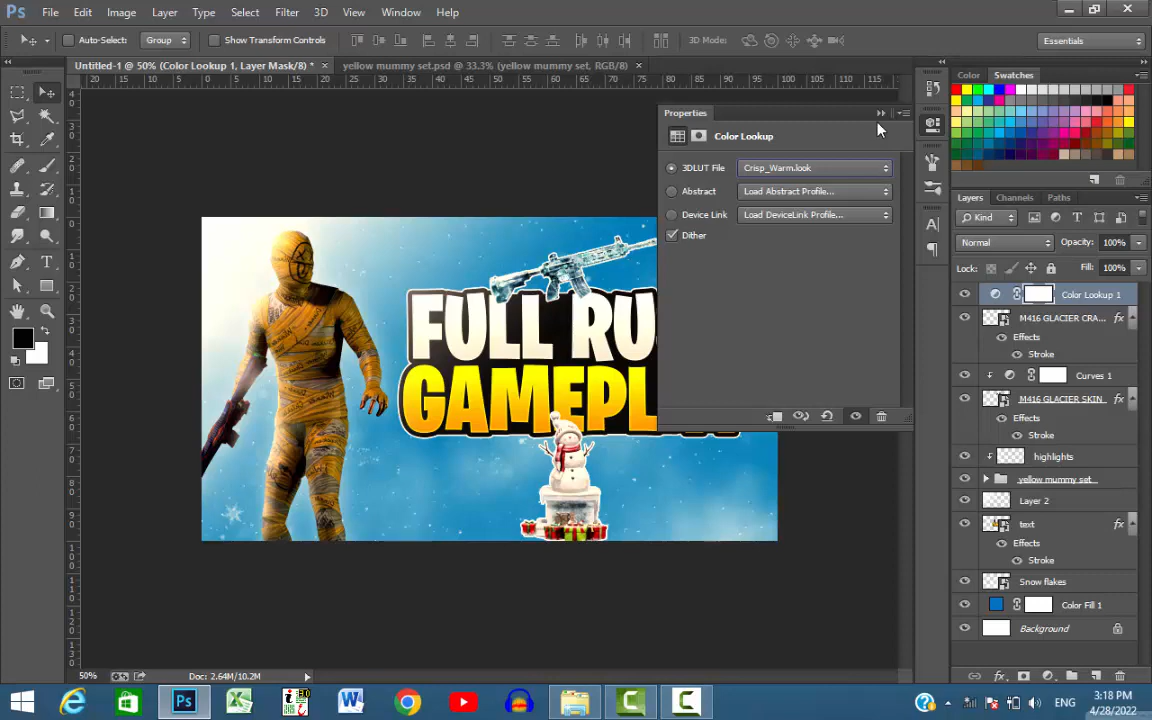 Ps File Edit Image Layer Type Select Filter 3D View Window Help
Auto-Select: Group Show Transform Controls 3D Mode: Essentials
Untitled-1 @ 50% (Color Lookup 1, Layer Mask/8) * × yellow mummy set.psd @ 33.3% (yellow mummy set, RGB/8) ×
Color Swatches
Properties
Color Lookup
3DLUT File Crisp_Warm.look
Abstract Load Abstract Profile...
Device Link Load DeviceLink Profile...
Dither
FULL RU
GAMEPL
Layers Channels Paths
Kind
Normal Opacity: 100%
Lock: Fill: 100%
Color Lookup 1
M416 GLACIER CRA... fx
Effects
Stroke
Curves 1
M416 GLACIER SKIN fx
Effects
Stroke
highlights
yellow mummy set
Layer 2
text fx
Effects
Stroke
Snow flakes
Color Fill 1
Background
50% Doc: 2.64M/10.2M
ENG 3:18 PM
4/28/2022